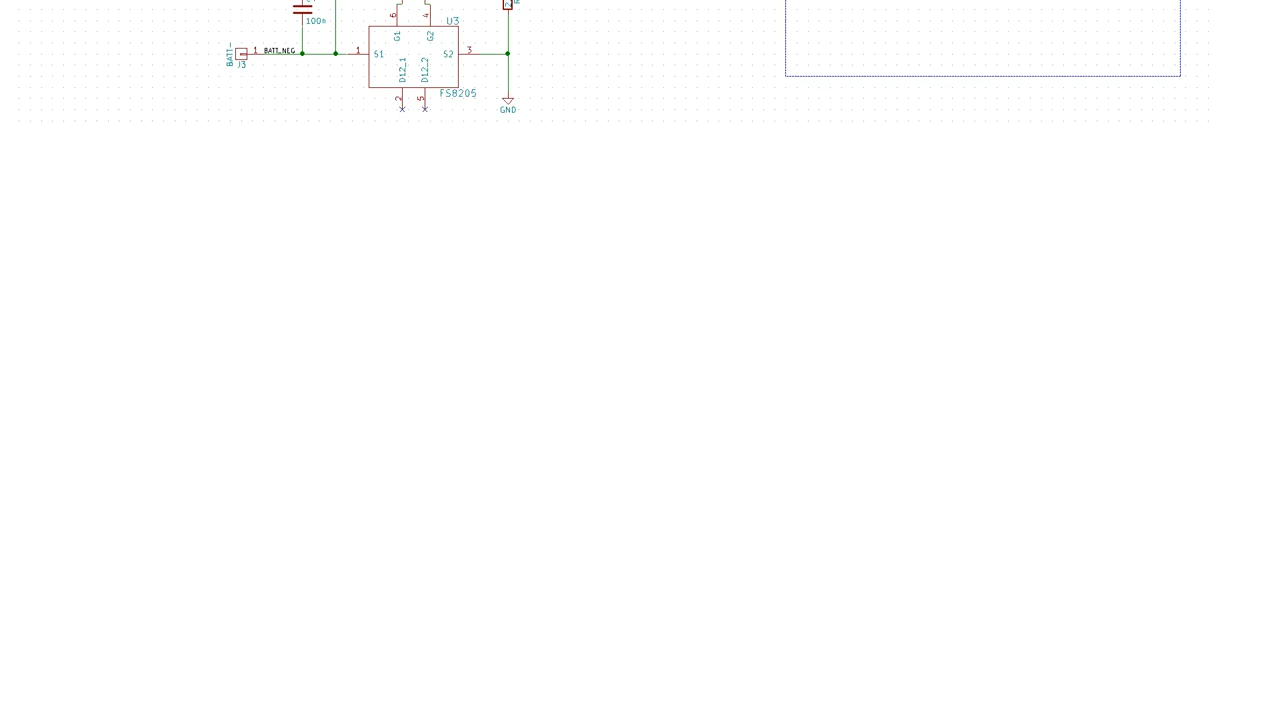 100n
U3
6
4
G1
G2
BATT-
1
BATT_NEG
1
S1
S2
3
J3
D12_1
D12_2
FS8205
2
5
GND